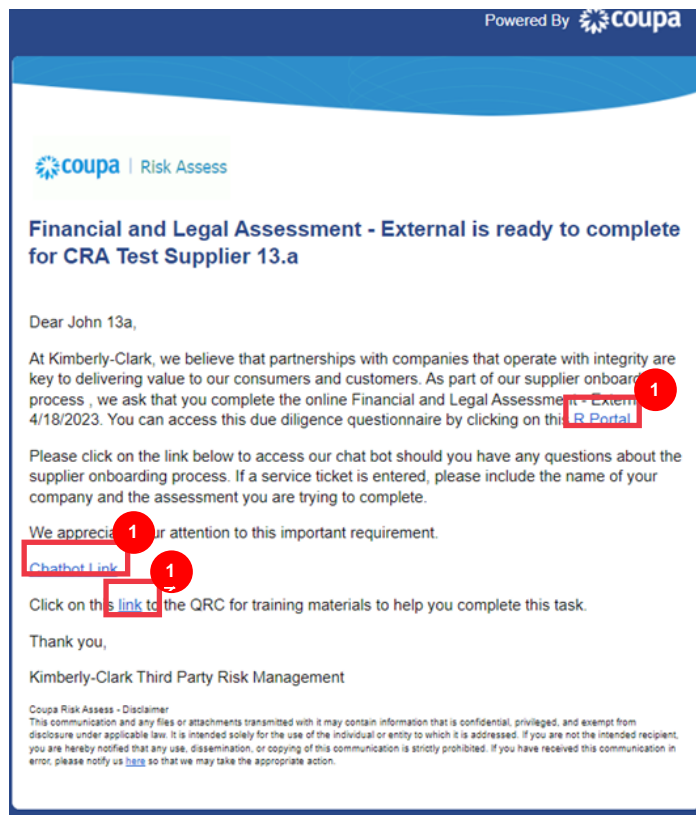 Powered By coupa
coupa | Risk Assess
Financial and Legal Assessment - External is ready to complete
for CRA Test Supplier 13.a
Dear John 13a,
At Kimberly-Clark, we believe that partnerships with companies that operate with integrity are
key to delivering value to our consumers and customers. As part of our supplier onboard
process , we ask that you complete the online Financial and Legal Assessment - Extern
1
4/18/2023. You can access this due diligence questionnaire by clicking on this R Portal
Please click on the link below to access our chat bot should you have any questions about the
supplier onboarding process. If a service ticket is entered, please include the name of your
company and the assessment you are trying to complete.
We apprecia 1 ur attention to this important requirement.
Chatbot Link
1
Click on this link to the QRC for training materials to help you complete this task.
Thank you,
Kimberly-Clark Third Party Risk Management
Coupa Risk Assess - Disclaimer
This communication and any files or attachments transmitted with it may contain information that is confidential, privileged, and exempt from
disclosure under applicable law. It is intended solely for the use of the individual or entity to which it is addressed. If you are not the intended recipient,
you are hereby notified that any use, dissemination, or copying of this communication is strictly prohibited. If you have received this communication in
error, please notify us here so that we may take the appropriate action.